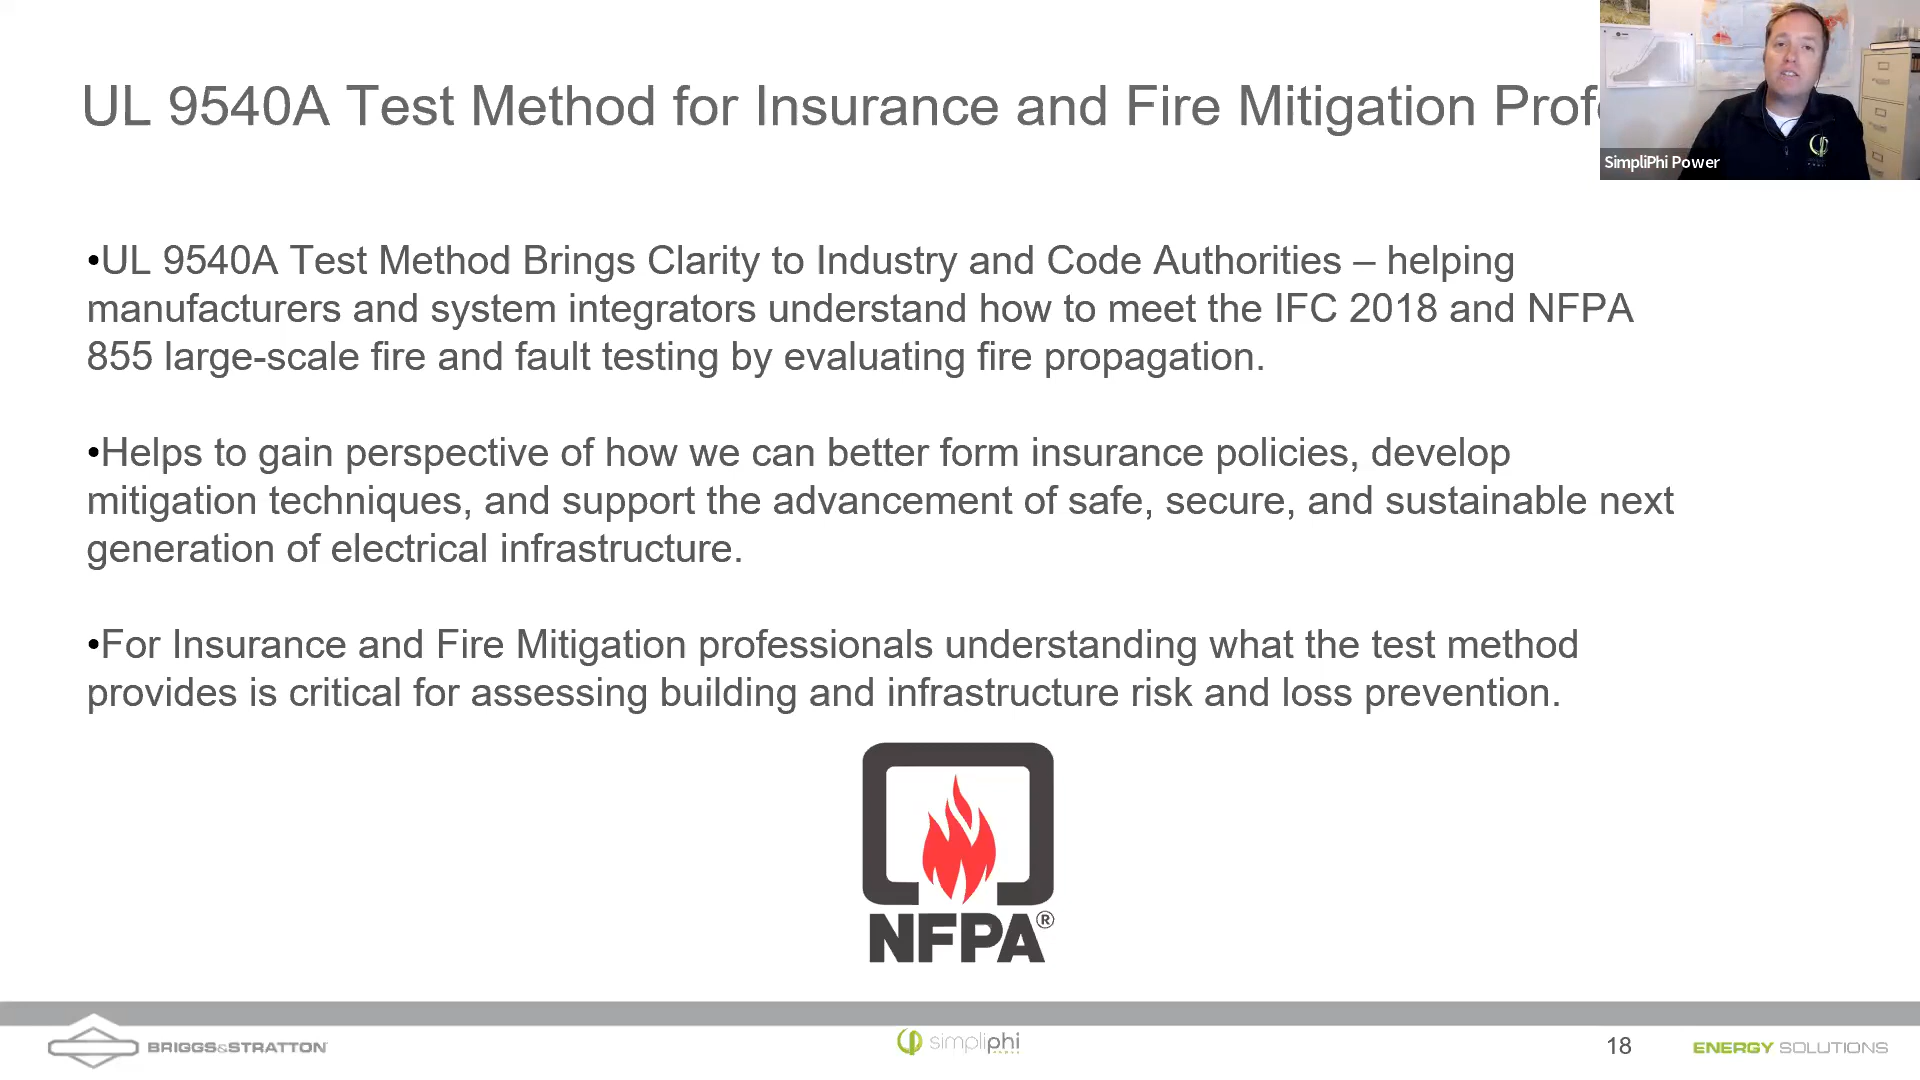 UL 9540A Test Method for Insurance and Fire Mitigation
SimpliPhi Power
•UL 9540A Test Method Brings Clarity to Industry and Code Authorities – helping
manufacturers and system integrators understand how to meet the IFC 2018 and NFPA
855 large-scale fire and fault testing by evaluating fire propagation.
•Helps to gain perspective of how we can better form insurance policies, develop
mitigation techniques, and support the advancement of safe, secure, and sustainable next
generation of electrical infrastructure.
•For Insurance and Fire Mitigation professionals understanding what the test method
provides is critical for assessing building and infrastructure risk and loss prevention.
NFPA®
BRIGGS&STRATTON
simpliphi
18
ENERGY SOLUTIONS